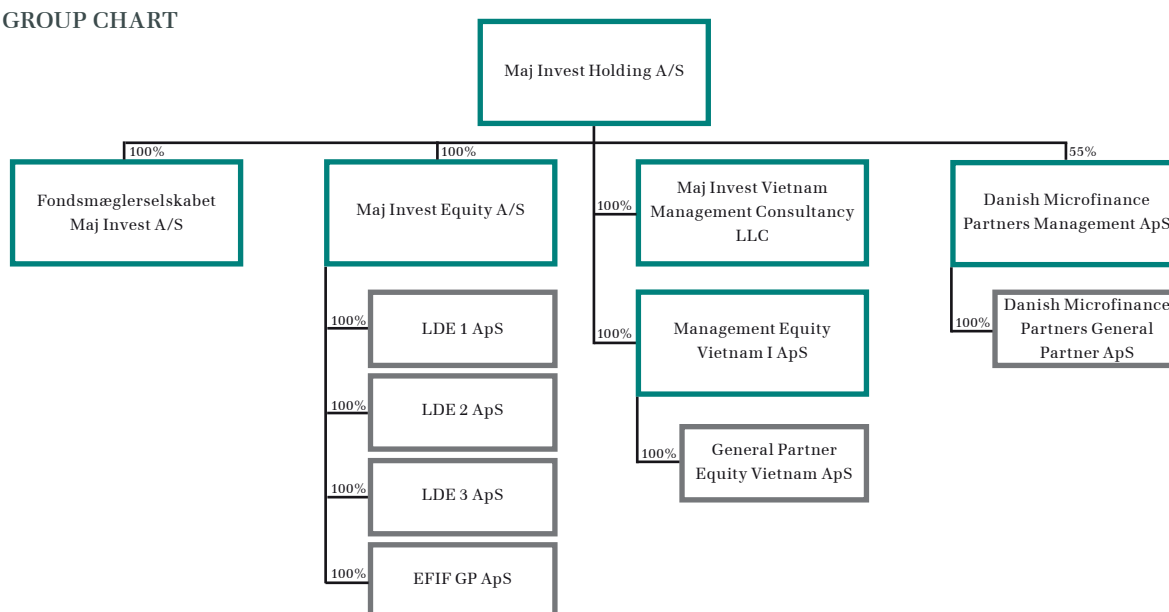 GROUP CHART
Maj Invest Holding A/S
100%
100%
55%
Fondsmæglerselskabet
Maj Invest A/S
Maj Invest Equity A/S
100%
Maj Invest Vietnam
Management Consultancy
LLC
Danish Microfinance
Partners Management ApS
100%
LDE 1 ApS
100%
Management Equity
Vietnam I ApS
100%
Danish Microfinance
Partners General
Partner ApS
100%
LDE 2 ApS
100%
General Partner
Equity Vietnam ApS
100%
LDE 3 ApS
100%
EFIF GP ApS